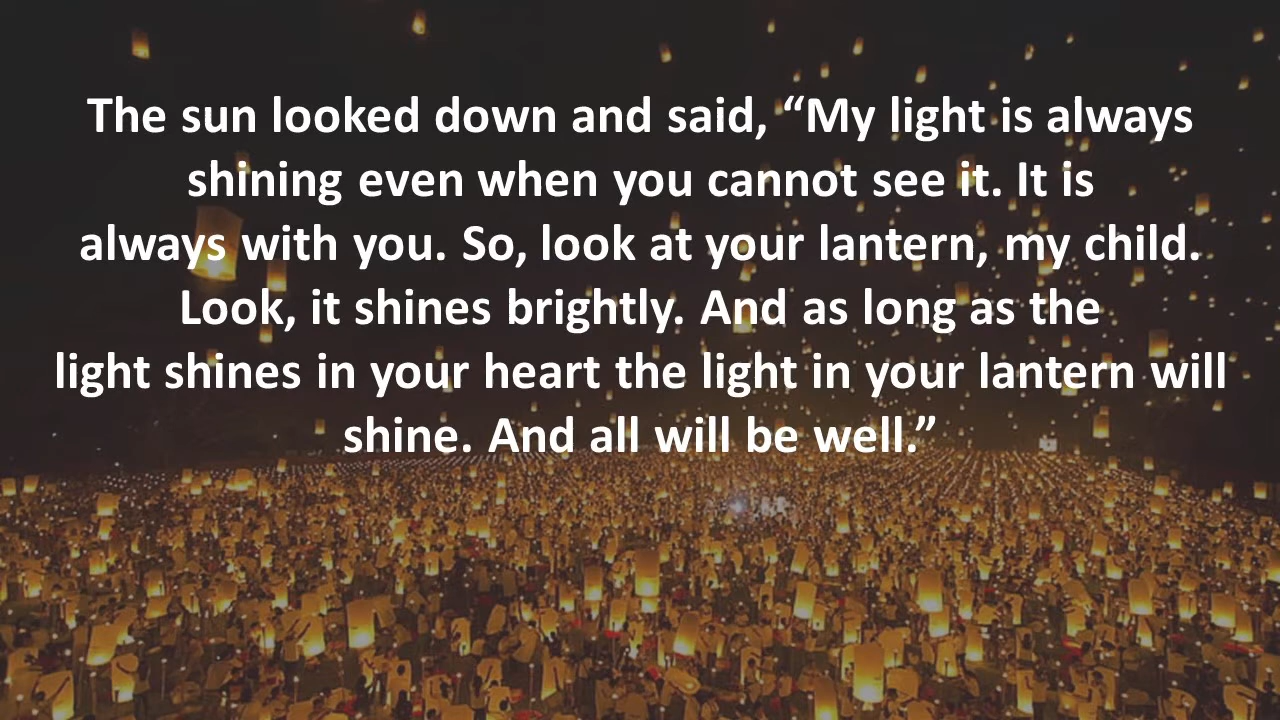 The sun looked down and said, “My light is always
shining even when you cannot see it. It is
always with you. So, look at your lantern, my child.
Look, it shines brightly. And as long as the
light shines in your heart the light in your lantern will
shine. And all will be well.”